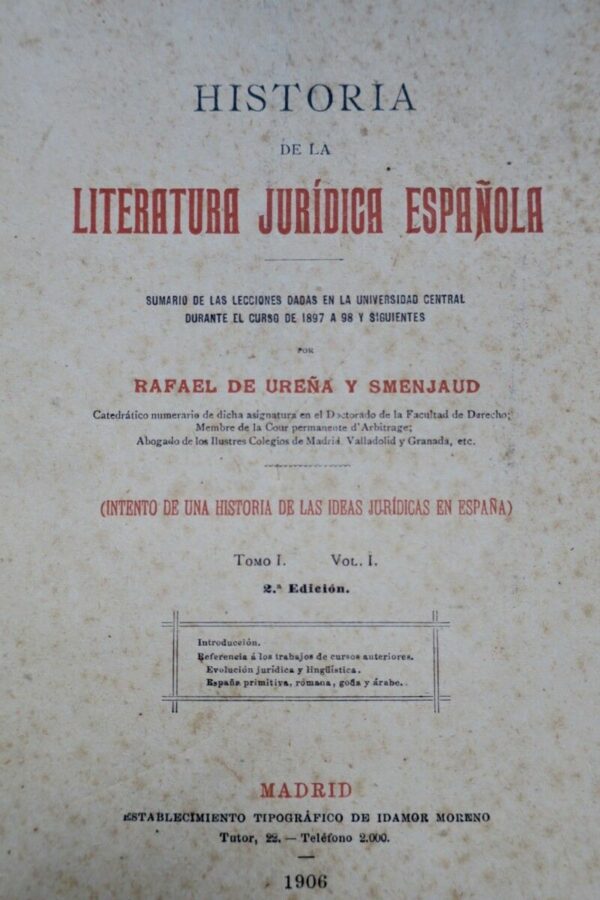 HISTORIA
DE LA
LITERATURA JURÍDICA ESPAÑOLA
SUMARIO DE LAS LECCIONES DADAS EN LA UNIVERSIDAD CENTRAL
DURANTE EL CURSO DE 1897 A 98 Y SIGUIENTES
POR
RAFAEL DE UREÑA Y SMENJAUD
Catedrático numerario de dicha asignatura en el Doctorado de la Facultad de Derecho;
Membre de la Cour permanente d'Arbitrage;
Abogado de los Ilustres Colegios de Madrid, Valladolid y Granada, etc.
(INTENTO DE UNA HISTORIA DE LAS IDEAS JURÍDICAS EN ESPAÑA)
TOMO I. VOL. I.
2.ª Edición.
Introducción.
Referencia á los trabajos de cursos anteriores.
Evolución jurídica y lingüística.
España primitiva, romana, goda y árabe.
MADRID
ESTABLECIMIENTO TIPOGRÁFICO DE IDAMOR MORENO
Tutor, 22. — Teléfono 2.000.
1906